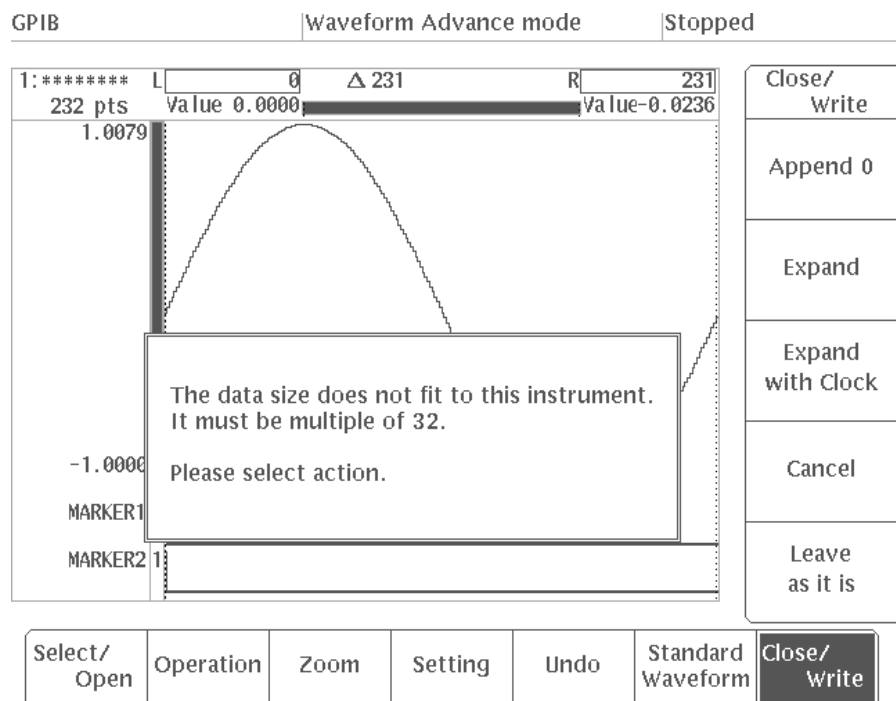 GPIB Waveform Advance mode Stopped
1:******** L 0 Δ 231 R 231
232 pts Value 0.0000 Value-0.0236
1.0079
-1.0000
MARKER1
MARKER2 1
The data size does not fit to this instrument.
It must be multiple of 32.
Please select action.
Close/
Write
Append 0
Expand
Expand
with Clock
Cancel
Leave
as it is
Select/
Open
Operation
Zoom
Setting
Undo
Standard
Waveform
Close/
Write